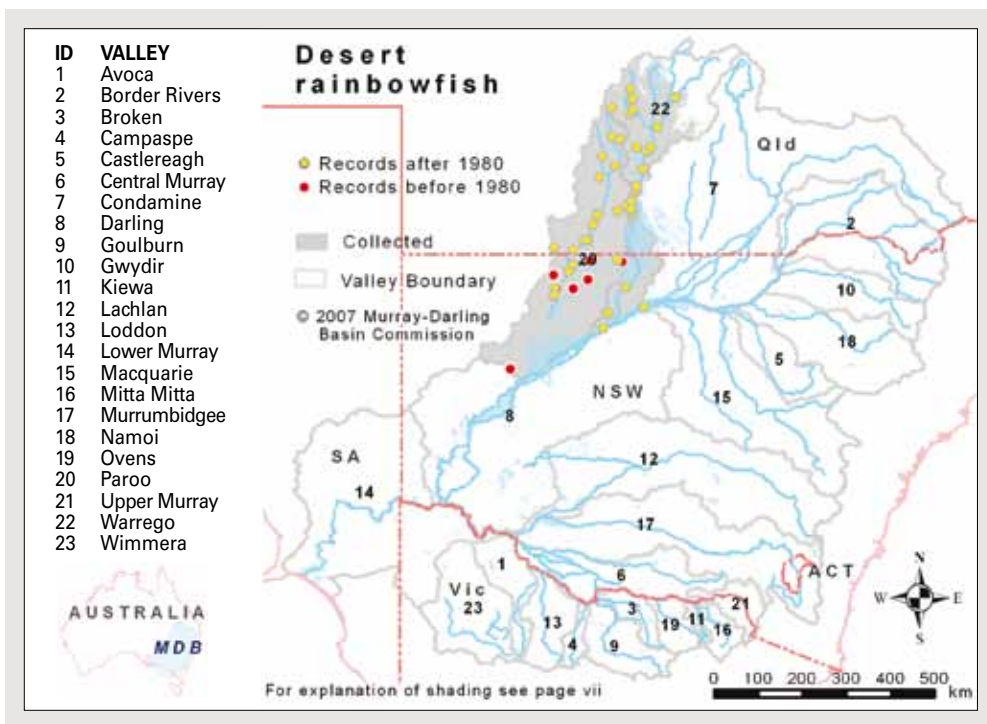 ID VALLEY
1 Avoca
2 Border Rivers
3 Broken
4 Campaspe
5 Castlereagh
6 Central Murray
7 Condamine
8 Darling
9 Goulburn
10 Gwydir
11 Kiewa
12 Lachlan
13 Loddon
14 Lower Murray
15 Macquarie
16 Mitta Mitta
17 Murrumbidgee
18 Namoi
19 Ovens
20 Paroo
21 Upper Murray
22 Warrego
23 Wimmera
AUSTRALIA
MDB
Desert
rainbowfish
Records after 1980
Records before 1980
Collected
Valley Boundary
© 2007 Murray-Darling
Basin Commission
22
Qld
7
2
20
10
18
5
NSW
15
8
SA
12
14
17
ACT
1
6
Vic
23
21
3
13
19
11
16
4
9
N
W E
S
0 100 200 300 400 500
km
For explanation of shading see page vii